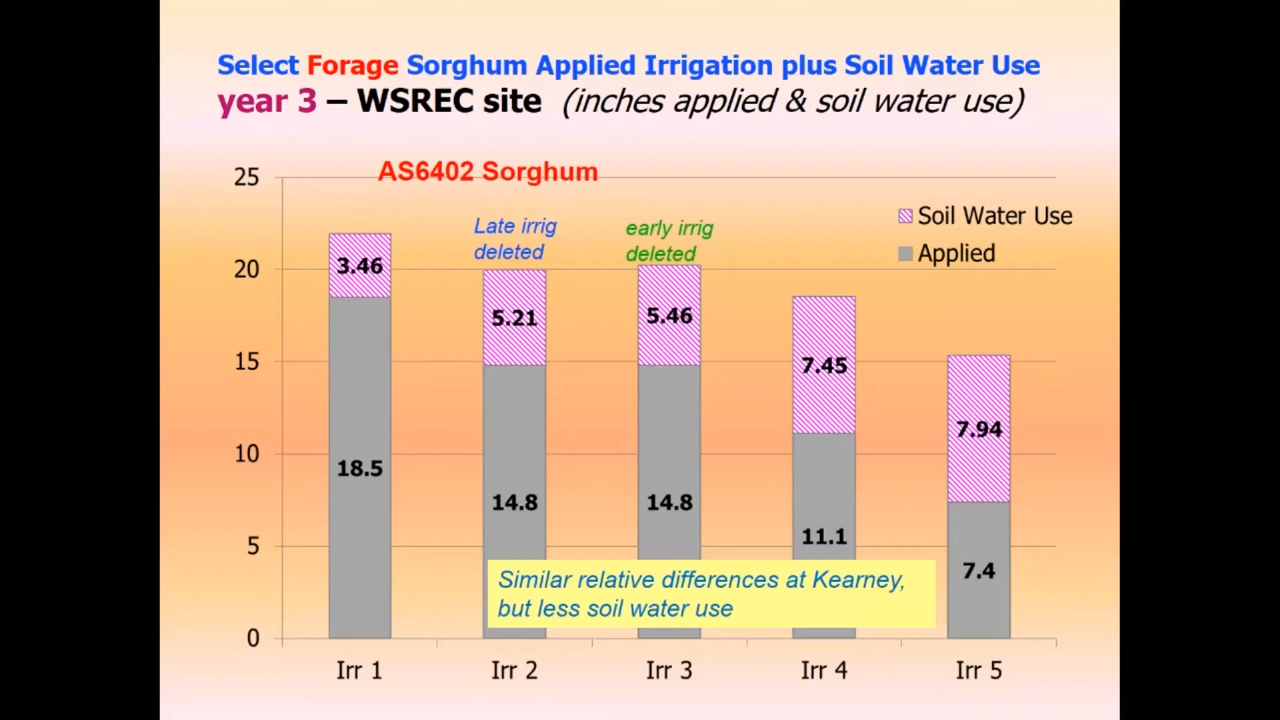 Select Forage Sorghum Applied Irrigation plus Soil Water Use
year 3 – WSREC site (inches applied & soil water use)
AS6402 Sorghum
25
20
15
10
5
0
Late irrig
deleted
early irrig
deleted
Soil Water Use
Applied
3.46
18.5
5.21
14.8
5.46
14.8
7.45
11.1
7.94
7.4
Similar relative differences at Kearney,
but less soil water use
Irr 1
Irr 2
Irr 3
Irr 4
Irr 5